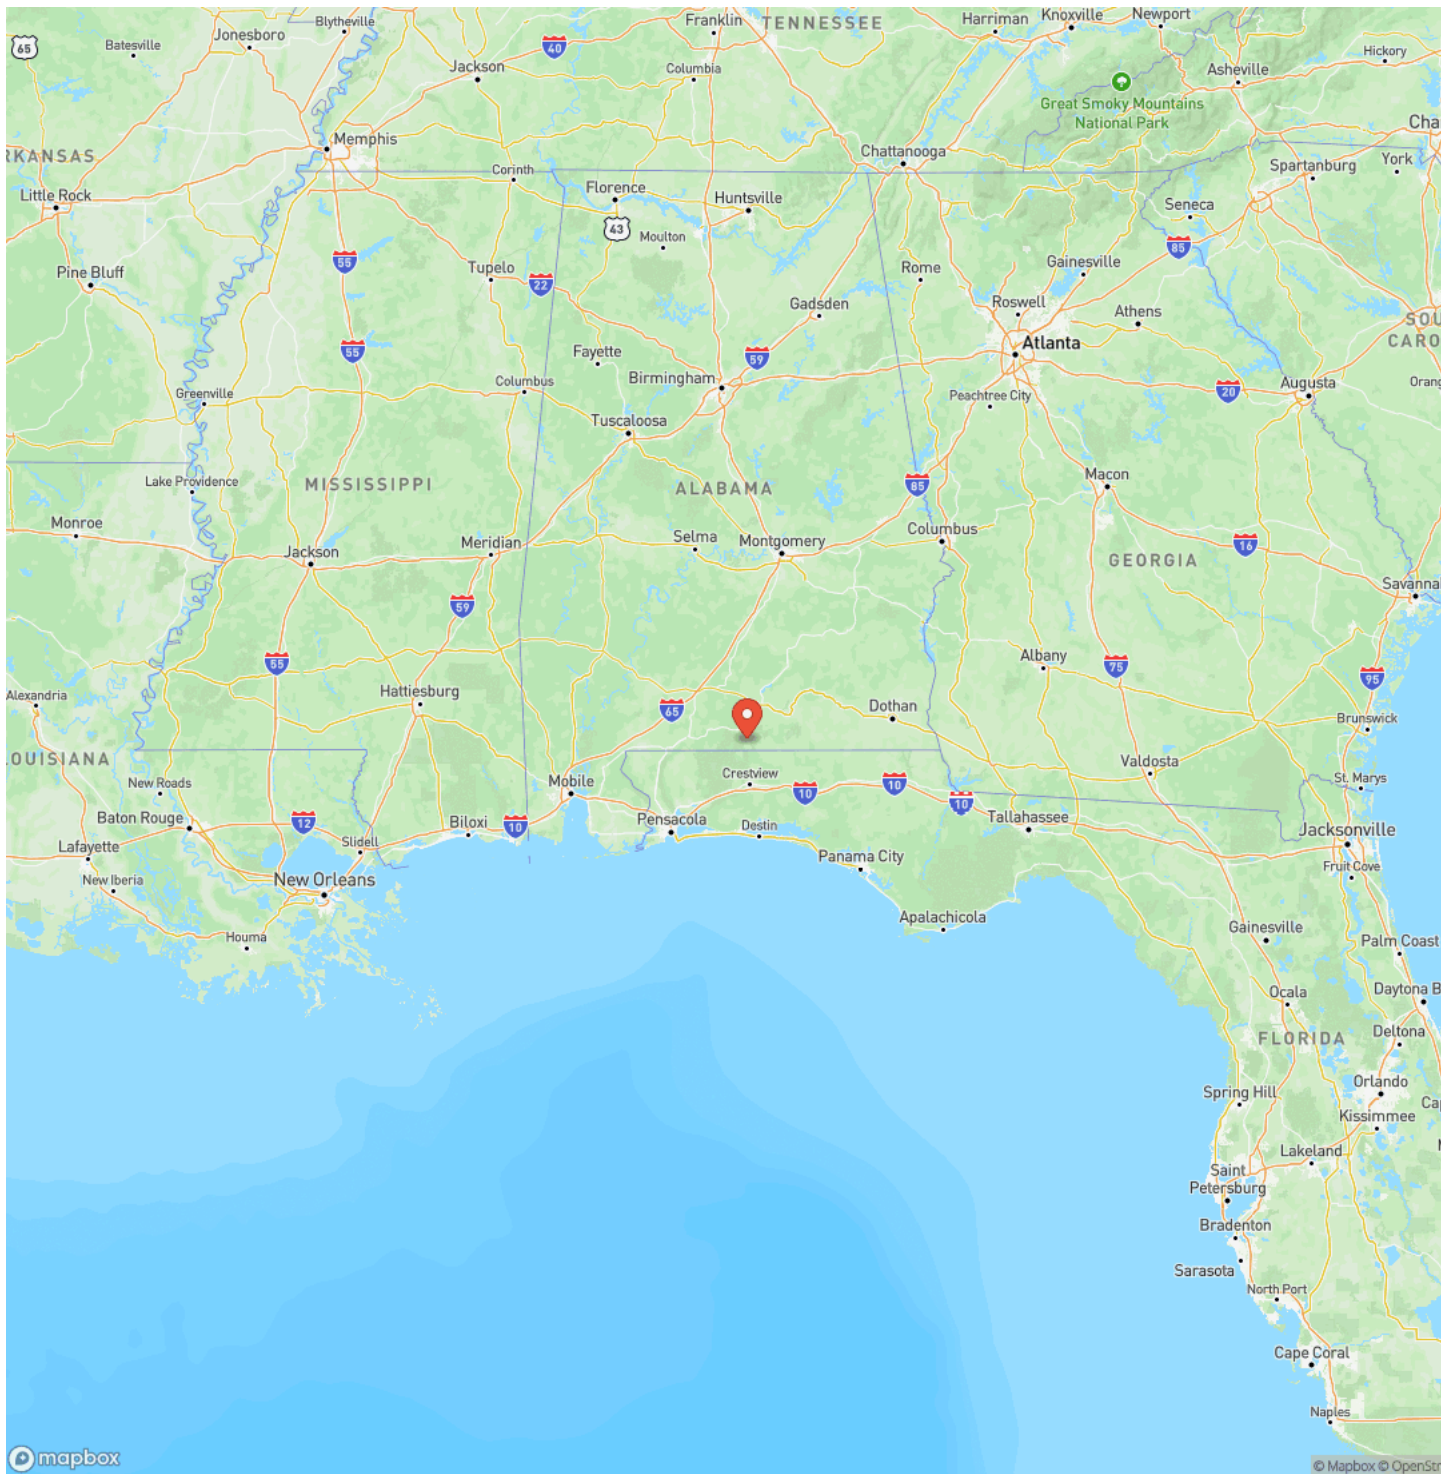 Blytheville
Franklin
TENNESSEE
Harriman
Knoxville
Newport
65
Batesville
Jonesboro
40
Hickory
Jackson
Columbia
Asheville
Great Smoky Mountains
National Park
Cha
Memphis
RKANSAS
Chattanooga
Spartanburg
York
Corinth
Little Rock
Florence
Huntsville
Seneca
43
Moulton
85
55
Pine Bluff
Tupelo
22
Rome
Gainesville
Gadsden
Roswell
Athens
SOU
CARO
55
Fayette
59
Atlanta
Birmingham
Columbus
Greenville
Peachtree City
20
Augusta
Orang
Tuscaloosa
Lake Providence
MISSISSIPPI
ALABAMA
85
Macon
Monroe
Jackson
Meridian
Selma
Montgomery
Columbus
16
GEORGIA
Savanna
59
55
Albany
75
95
Alexandria
Hattiesburg
65
Dothan
Brunswick
OUISIANA
New Roads
Mobile
Crestview
10
10
10
Valdosta
St. Marys
Baton Rouge
12
Slidell
Biloxi
10
Pensacola
Destin
Tallahassee
Jacksonville
Lafayette
New Iberia
New Orleans
Panama City
Fruit Cove
Houma
Apalachicola
Gainesville
Palm Coast
Ocala
Daytona B
FLORIDA
Deltona
Spring Hill
Orlando
Kissimmee
Ca
Lakeland
Saint
Petersburg
Bradenton
Sarasota
North Port
Cape Coral
Naples
mapbox
© Mapbox © OpenStr